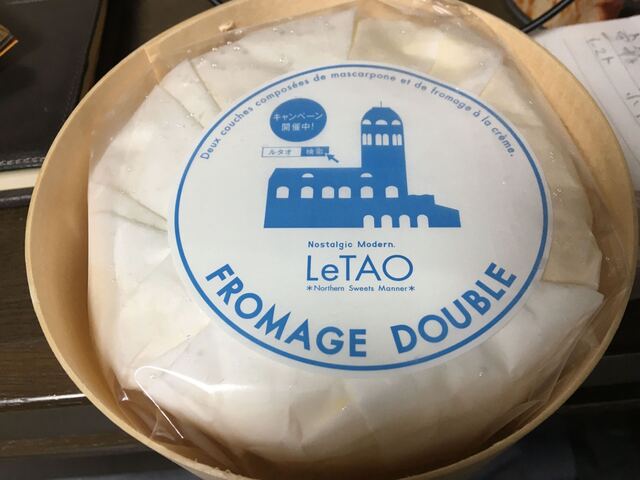 Deux couches composées de mascarpone et de fromage à la crème.
キャンペーン
開催中!
ルタオ 検索
Nostalgic Modern.
LeTAO
*Northern Sweets Manner*
FROMAGE DOUBLE